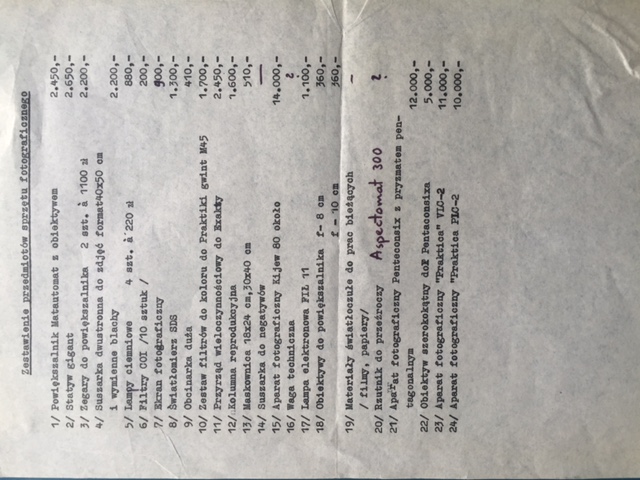 Zestawienie przedmiotów sprzętu fotograficznego
1/ Powiększalnik Matautomat z obiektywem 2.450,-
2/ Statyw gigant 2.650,-
3/ Zegary do powiększalnika 2 szt. à 1100 zł 2.200,-
4/ Suszarka dwustronna do zdjęć format40x50 cm
i wymienne blachy 2.200,-
5/ Lampy ciemniowe 4 szt. à 220 zł 880,-
6/ Filtry COI /10 sztuk / 200,-
7/ Ekran fotograficzny 900,-
8/ Światłomierz SDS 1.300,-
9/ Obcinarka duża 410,-
10/ Zestaw filtrów do koloru do Praktiki gwint M45 1.700,-
11/ Przyrząd wieloczynnościowy do Exakty 2.450,-
12/ Kolumna reprodukcyjna 1.600,-
13/ Maskownica 18x24 cm,30x40 cm 510,-
14/ Suszarka do negatywów —
15/ Aparat fotograficzny Kijew 80 około 14.000,-
16/ Waga techniczna ?
17/ Lampa elektronowa FIL 11 1.100,-
18/ Obiektywy do powiększalnika f- 8 cm 360,-
f - 10 cm 360,-
19/ Materiały światłoczułe do prac bieżących -
/ filmy, papiery/
20/ Rzutnik do przeźroczy Aspectomat 300 ?
21/ Aparat fotograficzny Penteconsix z pryzmatem pen-
tagonalnym 12.000,-
22/ Obiektyw szerokokątny do Pentaconsixa 5.000,-
23/ Aparat fotograficzny "Praktica" VLC-2 11.000,-
24/ Aparat fotograficzny "Praktica PLC-2 10.000,-